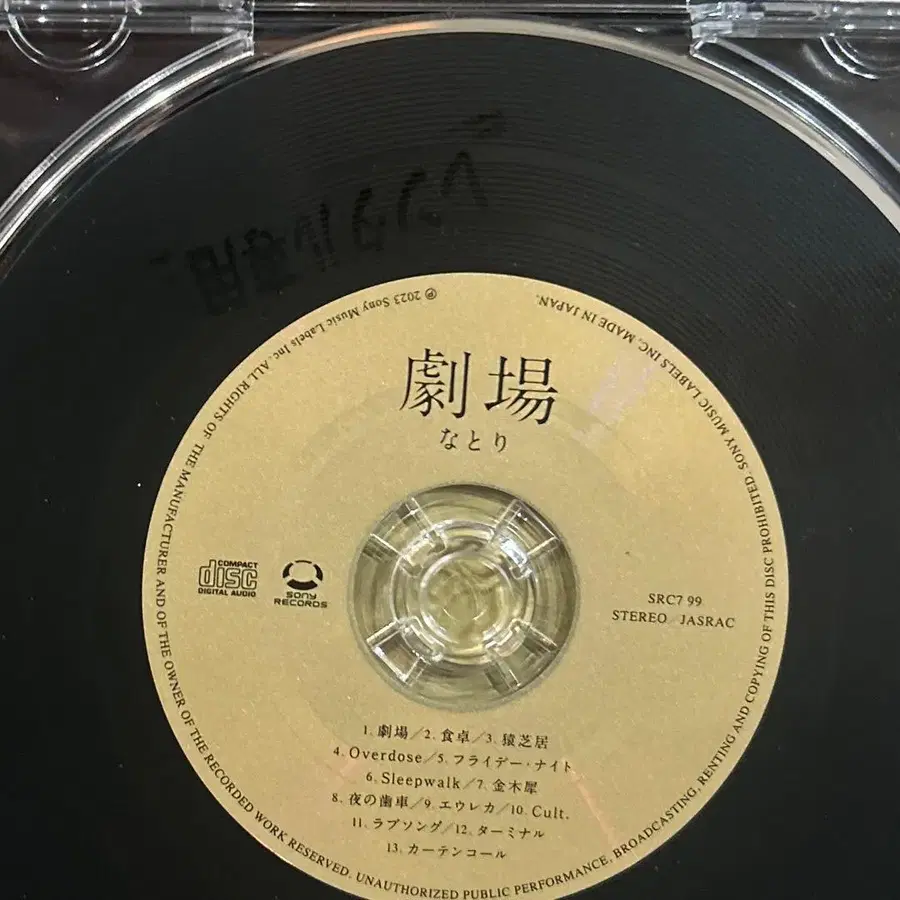 劇場
なとり
COMPACT
disc
DIGITAL AUDIO
SONY
RECORDS
SRC7 99
STEREO / JASRAC
1. 劇場/2. 食卓/3. 猿芝居
4. Overdose/5. フライデー・ナイト
6. Sleepwalk/7. 金木犀
8. 夜の歯車/9. エウレカ/10. Cult.
11. ラブソング/12. ターミナル
13. カーテンコール
℗ 2023 Sony Music Labels Inc. ALL RIGHTS OF THE MANUFACTURER AND OF THE OWNER OF THE RECORDED WORK RESERVED. UNAUTHORIZED PUBLIC PERFORMANCE, BROADCASTING, RENTING AND COPYING OF THIS DISC PROHIBITED. SONY MUSIC LABELS INC, MADE IN JAPAN.